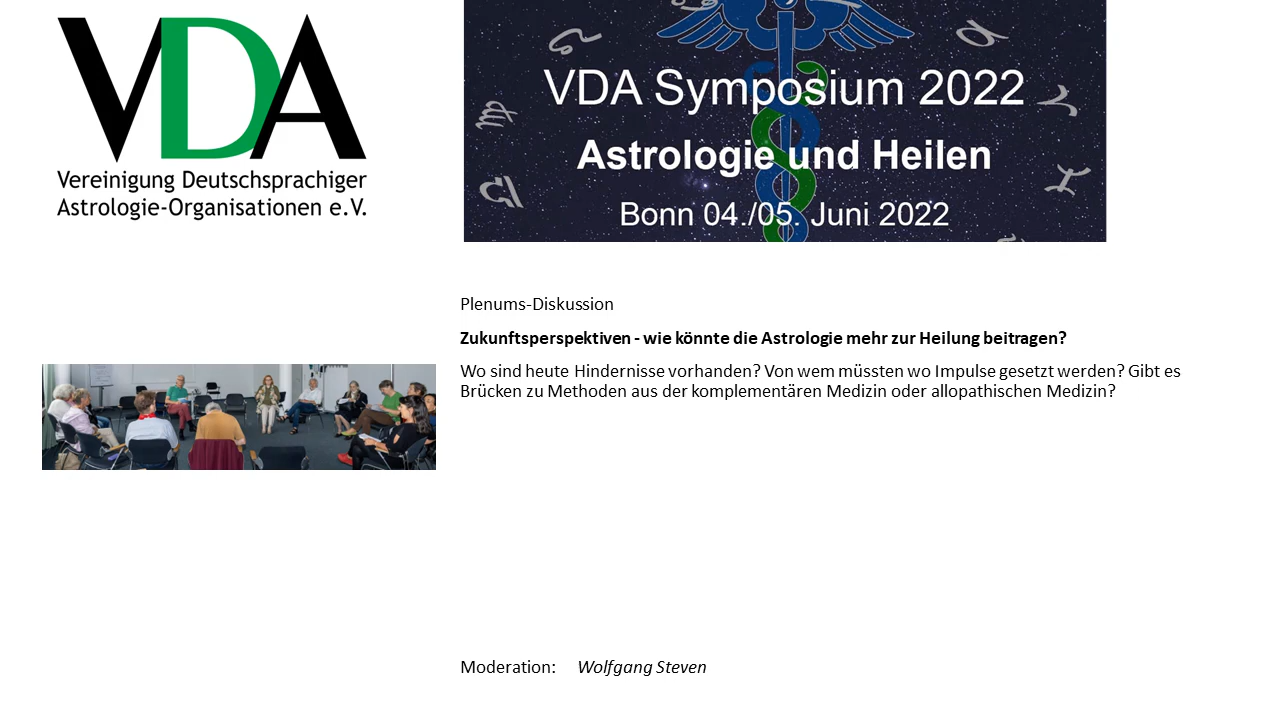 VDA
Vereinigung Deutschsprachiger
Astrologie-Organisationen e.V.
VDA Symposium 2022
Astrologie und Heilen
Bonn 04./05. Juni 2022
Plenums-Diskussion
Zukunftsperspektiven - wie könnte die Astrologie mehr zur Heilung beitragen?
Wo sind heute Hindernisse vorhanden? Von wem müssten wo Impulse gesetzt werden? Gibt es
Brücken zu Methoden aus der komplementären Medizin oder allopathischen Medizin?
Moderation: Wolfgang Steven